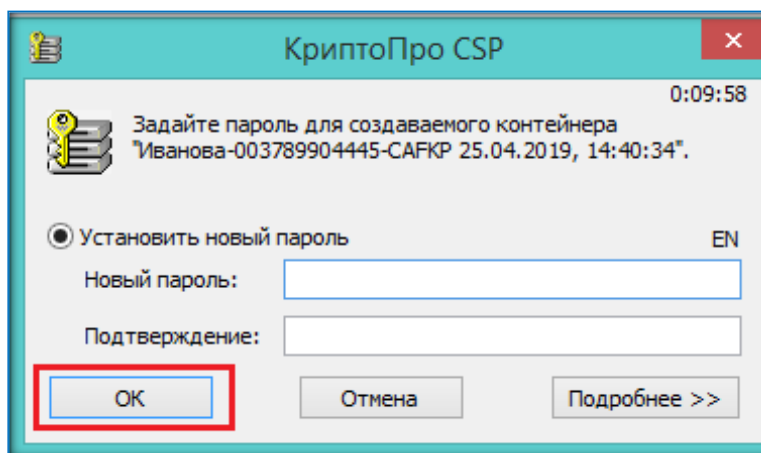 КриптоПро CSP
0:09:58
Задайте пароль для создаваемого контейнера
"Иванова-003789904445-CAFKP 25.04.2019, 14:40:34".
Установить новый пароль
EN
Новый пароль:
Подтверждение:
ОК
Отмена
Подробнее >>